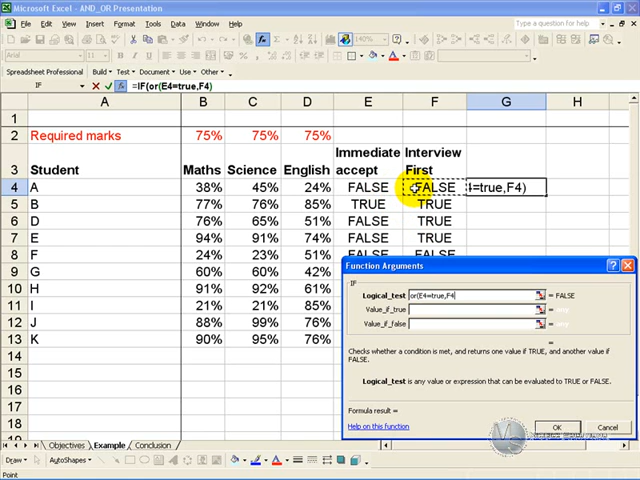 Microsoft Excel - AND_OR Presentation
File Edit View Insert Format Tools Data Window Help
Type a question for help
Arial
Spreadsheet Professional Build Test Document Use Other
IF =IF(or(E4=true,F4)
A B C D E F G H
1
2 Required marks 75% 75% 75%
3 Student Maths Science English Immediate accept Interview First
4 A 38% 45% 24% FALSE FALSE 4=true,F4)
5 B 77% 76% 85% TRUE TRUE
6 D 76% 65% 51% FALSE TRUE
7 E 94% 91% 74% FALSE TRUE
8 F 24% 23% 51% FALSE
9 G 60% 60% 42%
10 H 91% 92% 61%
11 I 21% 21% 85%
12 J 88% 99% 76%
13 K 90% 95% 76%
14
15
16
17
18
Function Arguments
IF
Logical_test or(E4=true,F4 = FALSE
Value_if_true = any
Value_if_false = any
=
Checks whether a condition is met, and returns one value if TRUE, and another value if FALSE.
Logical_test is any value or expression that can be evaluated to TRUE or FALSE.
Formula result =
Help on this function
OK Cancel
Objectives Example Conclusion
Draw AutoShapes
Point